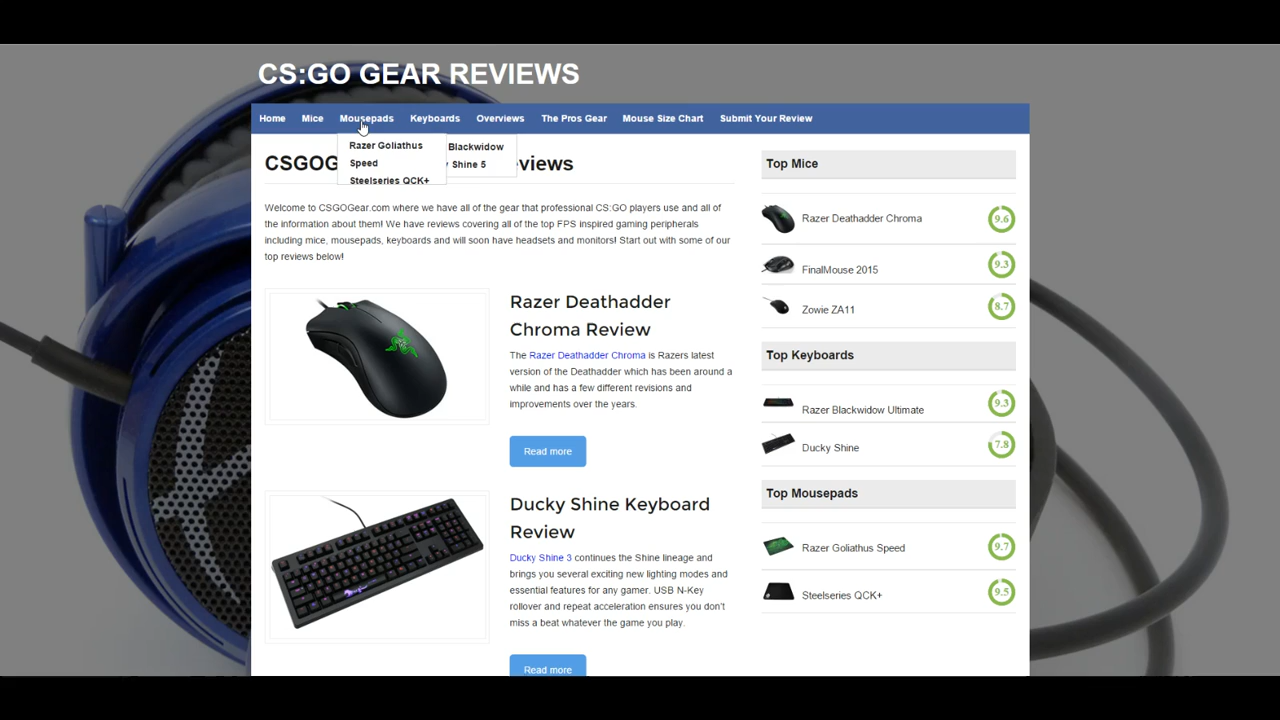 CS:GO GEAR REVIEWS
Home Mice Mousepads Keyboards Overviews The Pros Gear Mouse Size Chart Submit Your Review
Razer Goliathus
Speed
Steelseries QCK+
Blackwidow
Shine 5
CSGOG
views
Welcome to CSGOGear.com where we have all of the gear that professional CS:GO players use and all of
the information about them! We have reviews covering all of the top FPS inspired gaming peripherals
including mice, mousepads, keyboards and will soon have headsets and monitors! Start out with some of our
top reviews below!
Razer Deathadder
Chroma Review
The Razer Deathadder Chroma is Razers latest
version of the Deathadder which has been around a
while and has a few different revisions and
improvements over the years.
Read more
Ducky Shine Keyboard
Review
Ducky Shine 3 continues the Shine lineage and
brings you several exciting new lighting modes and
essential features for any gamer. USB N-Key
rollover and repeat acceleration ensures you don't
miss a beat whatever the game you play.
Read more
Top Mice
Razer Deathadder Chroma 9.6
FinalMouse 2015 9.3
Zowie ZA11 8.7
Top Keyboards
Razer Blackwidow Ultimate 9.3
Ducky Shine 7.8
Top Mousepads
Razer Goliathus Speed 9.7
Steelseries QCK+ 9.5